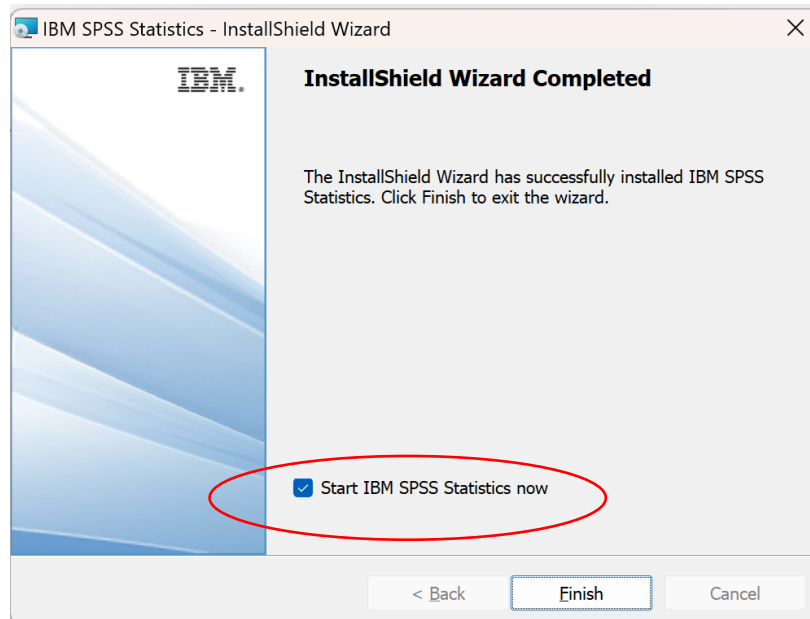 IBM SPSS Statistics - InstallShield Wizard
IBM.
InstallShield Wizard Completed
The InstallShield Wizard has successfully installed IBM SPSS
Statistics. Click Finish to exit the wizard.
Start IBM SPSS Statistics now
< Back
Finish
Cancel